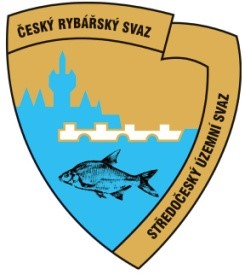 ČESKÝ RYBÁŘSKÝ SVAZ
STŘEDOČESKÝ ÚZEMNÍ SVAZ